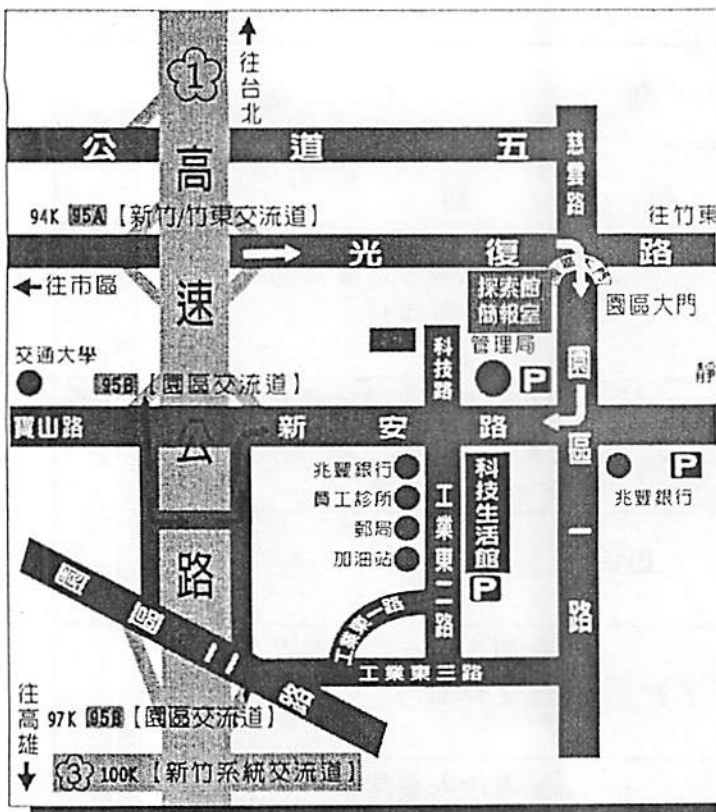 1
往台北
高速公路
公道五
慈雲路
94K 95A【新竹/竹東交流道】
往竹東
光復路
←往市區
探索館
簡報室
園區大門
管理局
P
科技路
交通大學
95B【園區交流道】
靜
園區一路
寶山路
新安路
兆豐銀行
員工診所
郵局
加油站
工業東二路
科技生活館
P
P
兆豐銀行
工業東一路
工業東三路
往高雄
97K 95B【園區交流道】
3 100K【新竹系統交流道】